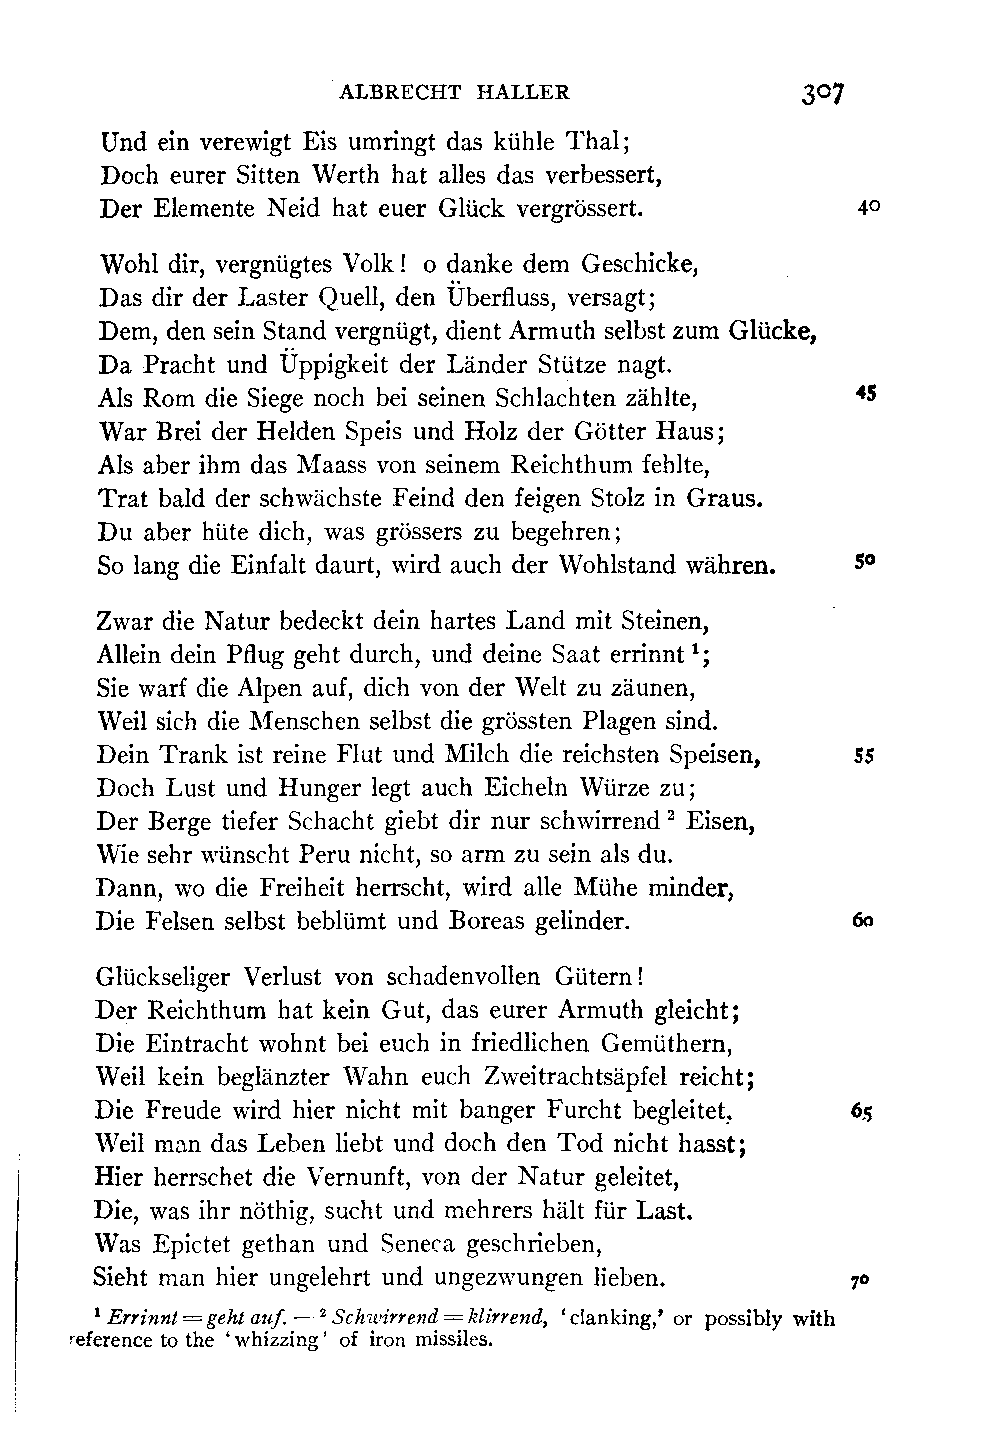 ALBRECHT HALLER 307
Und ein verewigt Eis umringt das kühle Thal;
Doch eurer Sitten Werth hat alles das verbessert,
Der Elemente Neid hat euer Glück vergrössert. 40
Wohl dir, vergnügtes Volk! o danke dem Geschicke,
Das dir der Laster Quell, den Überfluss, versagt;
Dem, den sein Stand vergnügt, dient Armuth selbst zum Glücke,
Da Pracht und Üppigkeit der Länder Stütze nagt.
Als Rom die Siege noch bei seinen Schlachten zählte, 45
War Brei der Helden Speis und Holz der Götter Haus;
Als aber ihm das Maass von seinem Reichthum fehlte,
Trat bald der schwächste Feind den feigen Stolz in Graus.
Du aber hüte dich, was grössers zu begehren;
So lang die Einfalt daurt, wird auch der Wohlstand währen. 50
Zwar die Natur bedeckt dein hartes Land mit Steinen,
Allein dein Pflug geht durch, und deine Saat errinnt ¹;
Sie warf die Alpen auf, dich von der Welt zu zäunen,
Weil sich die Menschen selbst die grössten Plagen sind.
Dein Trank ist reine Flut und Milch die reichsten Speisen, 55
Doch Lust und Hunger legt auch Eicheln Würze zu;
Der Berge tiefer Schacht giebt dir nur schwirrend ² Eisen,
Wie sehr wünscht Peru nicht, so arm zu sein als du.
Dann, wo die Freiheit herrscht, wird alle Mühe minder,
Die Felsen selbst beblümt und Boreas gelinder. 60
Glückseliger Verlust von schadenvollen Gütern!
Der Reichthum hat kein Gut, das eurer Armuth gleicht;
Die Eintracht wohnt bei euch in friedlichen Gemüthern,
Weil kein beglänzter Wahn euch Zweitrachtsäpfel reicht;
Die Freude wird hier nicht mit banger Furcht begleitet, 65
Weil man das Leben liebt und doch den Tod nicht hasst;
Hier herrschet die Vernunft, von der Natur geleitet,
Die, was ihr nöthig, sucht und mehrers hält für Last.
Was Epictet gethan und Seneca geschrieben,
Sieht man hier ungelehrt und ungezwungen lieben. 70
¹ Errinnt = geht auf. — ² Schwirrend = klirrend, ‘clanking,’ or possibly with
reference to the ‘whizzing’ of iron missiles.